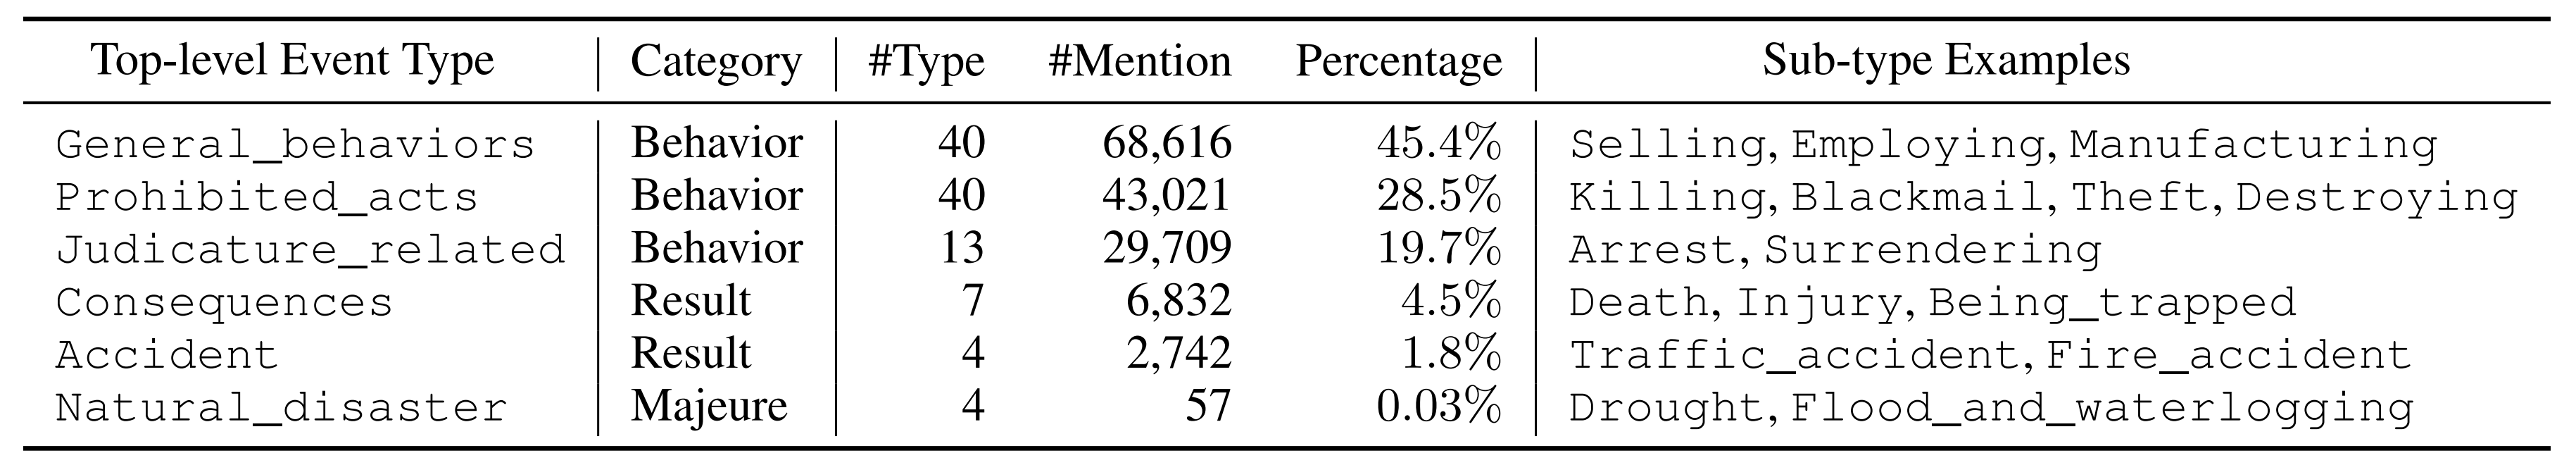 Top-level Event Type Category #Type #Mention Percentage Sub-type Examples
General_behaviors Behavior 40 68,616 45.4% Selling, Employing, Manufacturing
Prohibited_acts Behavior 40 43,021 28.5% Killing, Blackmail, Theft, Destroying
Judicature_related Behavior 13 29,709 19.7% Arrest, Surrendering
Consequences Result 7 6,832 4.5% Death, Injury, Being_trapped
Accident Result 4 2,742 1.8% Traffic_accident, Fire_accident
Natural_disaster Majeure 4 57 0.03% Drought, Flood_and_waterlogging